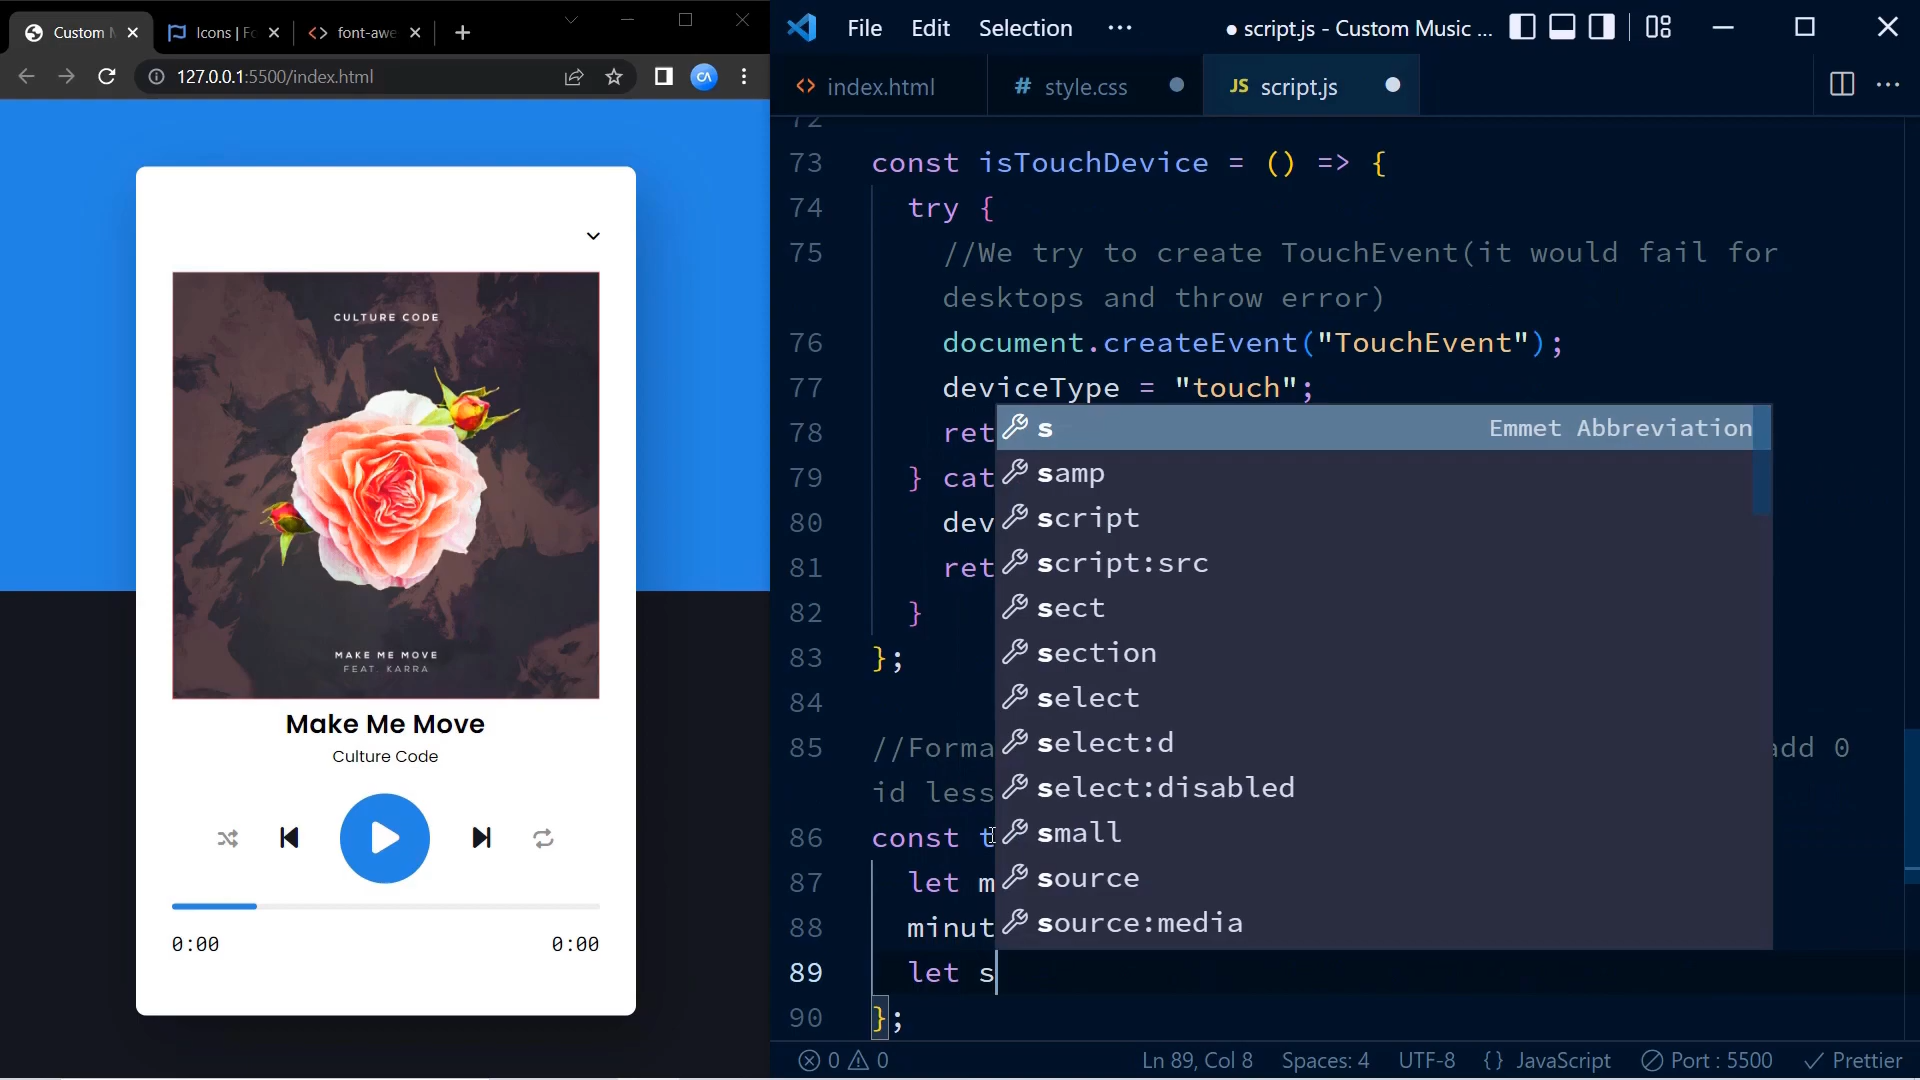 Custom
Icons | Fo
font-awe
127.0.0.1:5500/index.html
CA
CULTURE CODE
MAKE ME MOVE
FEAT. KARRA
Make Me Move
Culture Code
0:00
0:00
File Edit Selection ··· ● script.js - Custom Music ...
<> index.html
# style.css
JS script.js
72
73 const isTouchDevice = () => {
74 try {
75 //We try to create TouchEvent(it would fail for
desktops and throw error)
76 document.createEvent("TouchEvent");
77 deviceType = "touch";
78 ret
79 } cat
80 dev
81 ret
82 }
83 };
84
85 //Forma add 0
id less
86 const t
87 let m
88 minut
89 let s
90 };
s Emmet Abbreviation
samp
script
script:src
sect
section
select
select:d
select:disabled
small
source
source:media
0 0 Ln 89, Col 8 Spaces: 4 UTF-8 {} JavaScript Port : 5500 Prettier